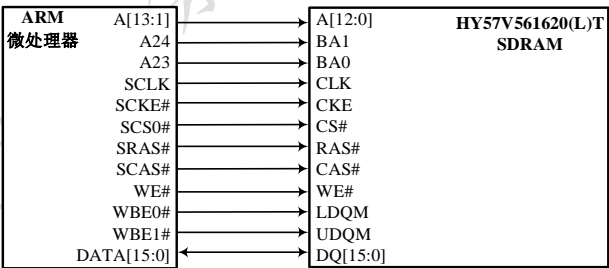 ARM A[13:1] A[12:0] HY57V561620(L)T
微处理器 A24 BA1 SDRAM
A23 BA0
SCLK CLK
SCKE# CKE
SCS0# CS#
SRAS# RAS#
SCAS# CAS#
WE# WE#
WBE0# LDQM
WBE1# UDQM
DATA[15:0] DQ[15:0]